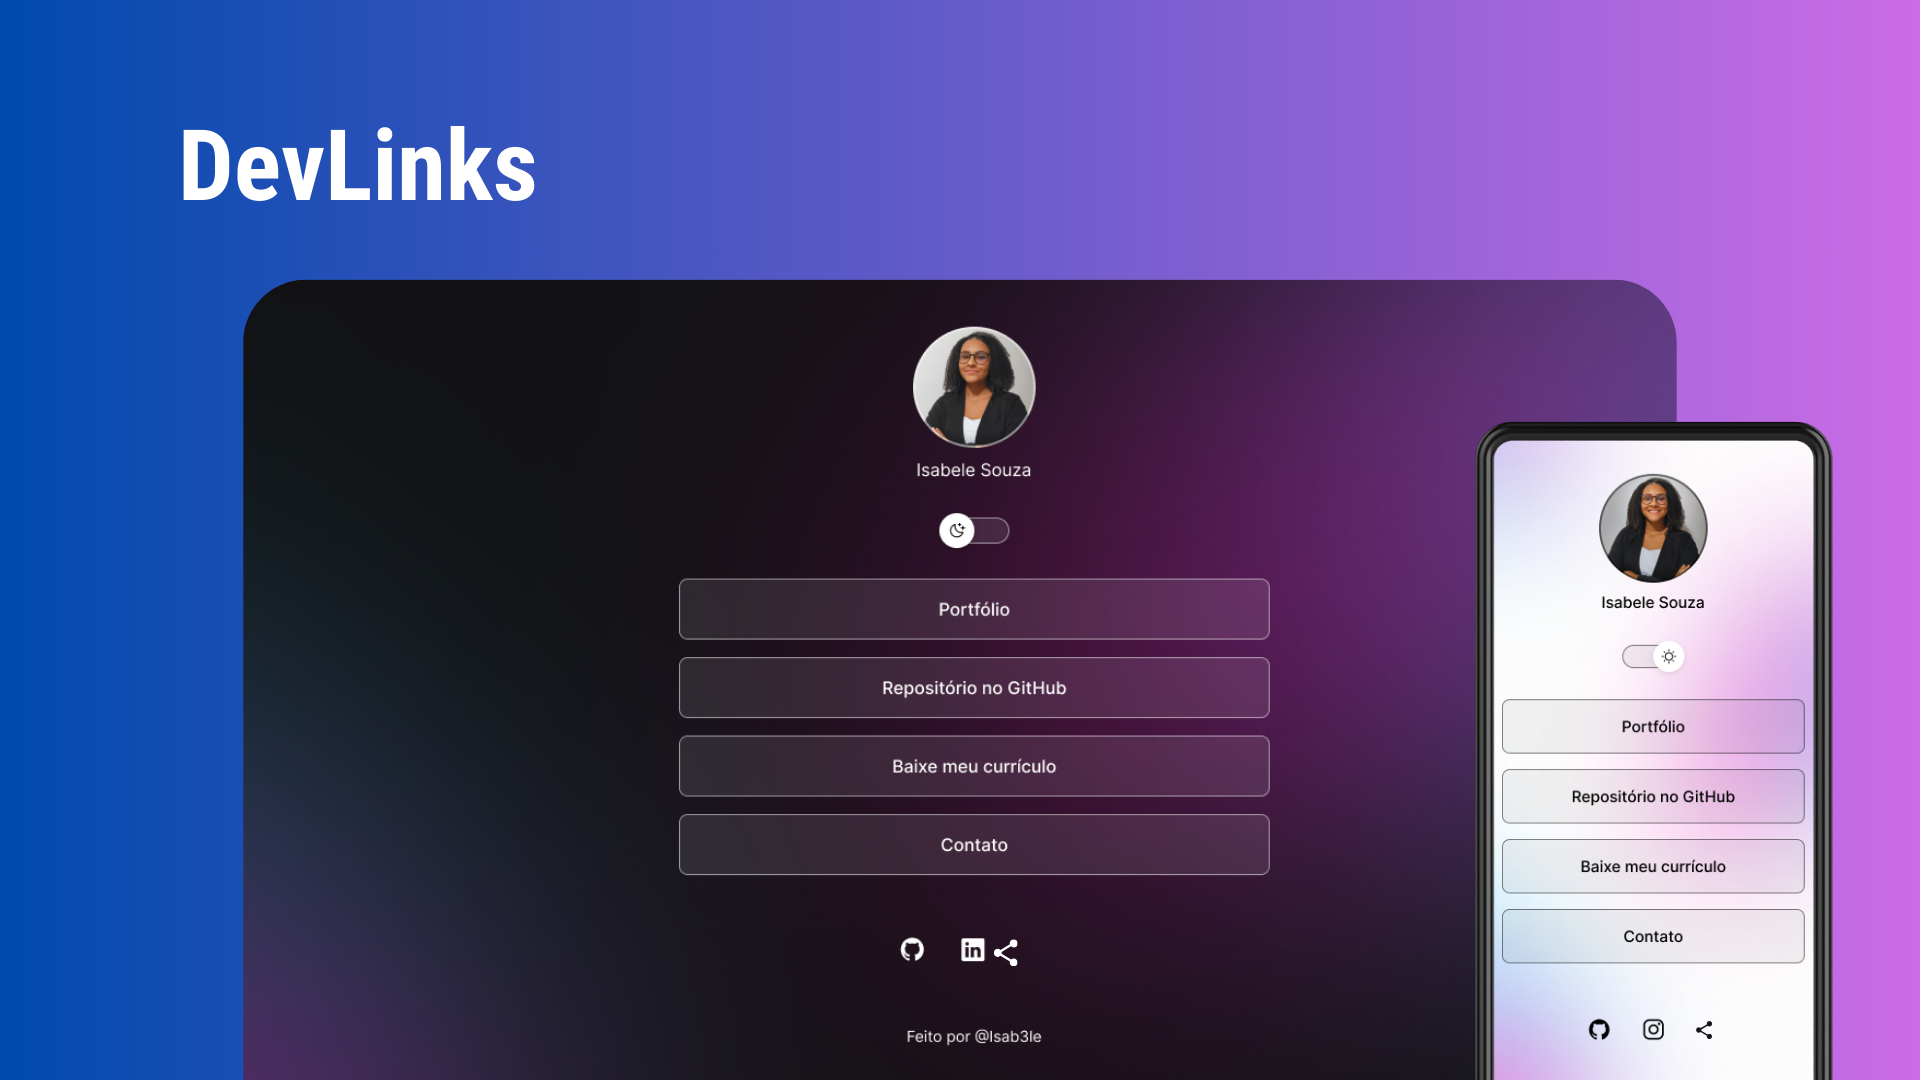 DevLinks
Isabele Souza
Portfólio
Repositório no GitHub
Baixe meu currículo
Contato
in
Feito por @Isab3le
Isabele Souza
Portfólio
Repositório no GitHub
Baixe meu currículo
Contato